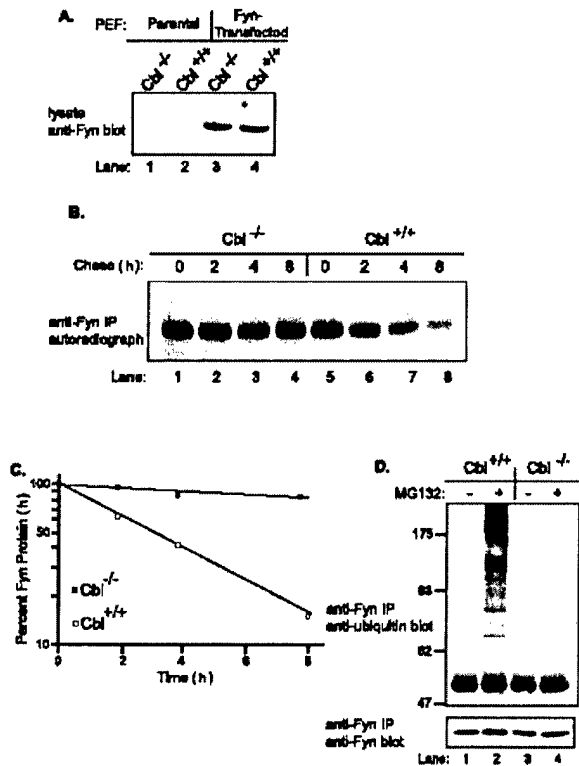 A.
PEF: Parental Fyn-Transfected
Cbl -/- Cbl +/+ Cbl -/- Cbl +/+
lysate
anti-Fyn blot
Lane: 1 2 3 4
B.
Cbl -/- Cbl +/+
Chase (h): 0 2 4 8 0 2 4 8
anti-Fyn IP
autoradiograph
Lane: 1 2 3 4 5 6 7 8
C.
Percent Fyn Protein (h)
100
50
10
Cbl -/-
Cbl +/+
0 2 4 6 8
Time (h)
D.
Cbl +/+ Cbl -/-
MG132: - + - +
175
83
62
47
anti-Fyn IP
anti-ubiquitin blot
anti-Fyn IP
anti-Fyn blot
Lane: 1 2 3 4